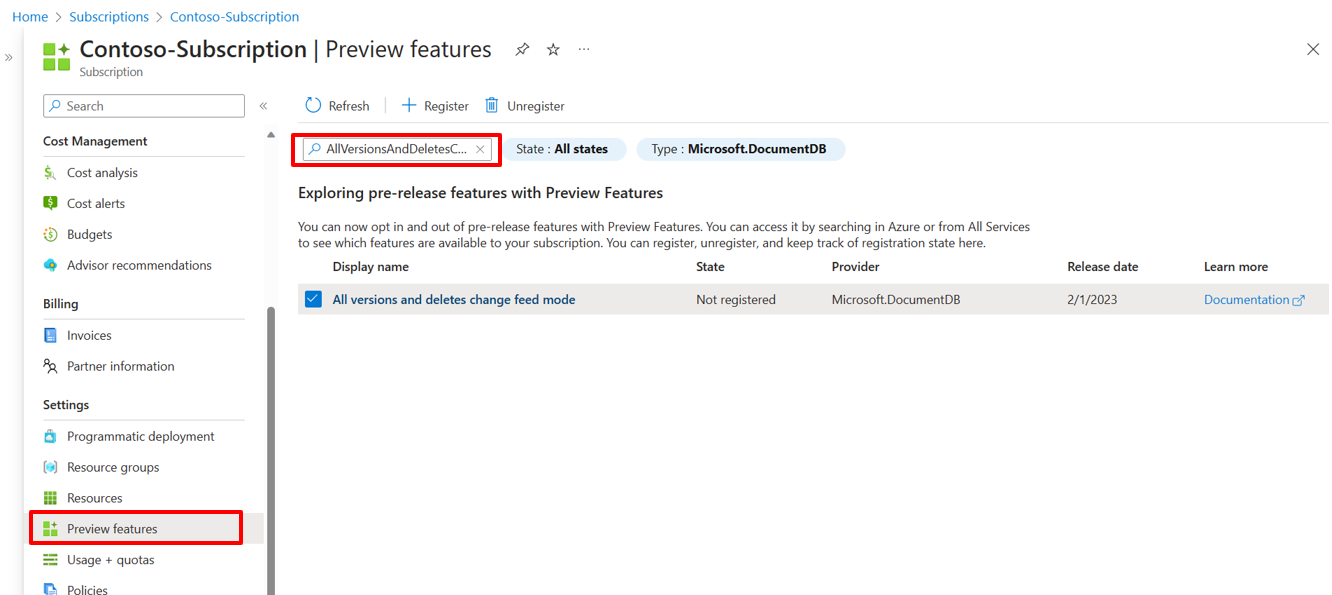 Home > Subscriptions > Contoso-Subscription
Contoso-Subscription | Preview features
Subscription
Search
Cost Management
Cost analysis
Cost alerts
Budgets
Advisor recommendations
Billing
Invoices
Partner information
Settings
Programmatic deployment
Resource groups
Resources
Preview features
Usage + quotas
Policies
Refresh
Register
Unregister
AllVersionsAndDeletesC...
State : All states
Type : Microsoft.DocumentDB
Exploring pre-release features with Preview Features
You can now opt in and out of pre-release features with Preview Features. You can access it by searching in Azure or from All Services
to see which features are available to your subscription. You can register, unregister, and keep track of registration state here.
Display name State Provider Release date Learn more
All versions and deletes change feed mode Not registered Microsoft.DocumentDB 2/1/2023 Documentation